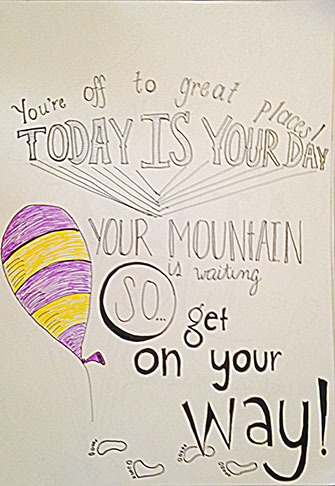 You're off to great places!
TODAY IS YOUR DAY
YOUR MOUNtAIN
is waiting
SO...
get
on your
way!